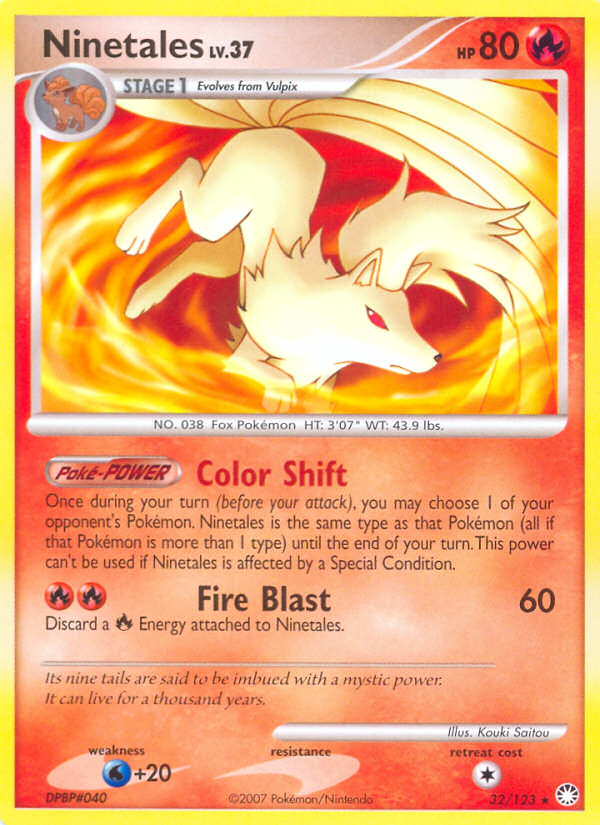 Ninetales LV.37
HP 80
STAGE 1 Evolves from Vulpix
NO. 038 Fox Pokémon HT: 3'07" WT: 43.9 lbs.
Poké-POWER Color Shift
Once during your turn (before your attack), you may choose 1 of your
opponent's Pokémon. Ninetales is the same type as that Pokémon (all if
that Pokémon is more than 1 type) until the end of your turn. This power
can't be used if Ninetales is affected by a Special Condition.
Fire Blast 60
Discard a Energy attached to Ninetales.
Its nine tails are said to be imbued with a mystic power.
It can live for a thousand years.
Illus. Kouki Saitou
weakness resistance retreat cost
+20
DPBP#040 ©2007 Pokémon/Nintendo 32/123 ★